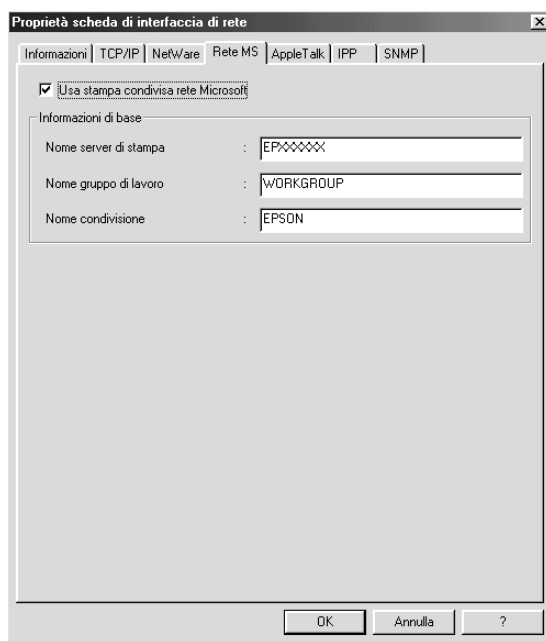 Proprietà scheda di interfaccia di rete
Informazioni TCP/IP NetWare Rete MS AppleTalk IPP SNMP
Usa stampa condivisa rete Microsoft
Informazioni di base
Nome server di stampa : EPXXXXXX
Nome gruppo di lavoro : WORKGROUP
Nome condivisione : EPSON
OK Annulla ?